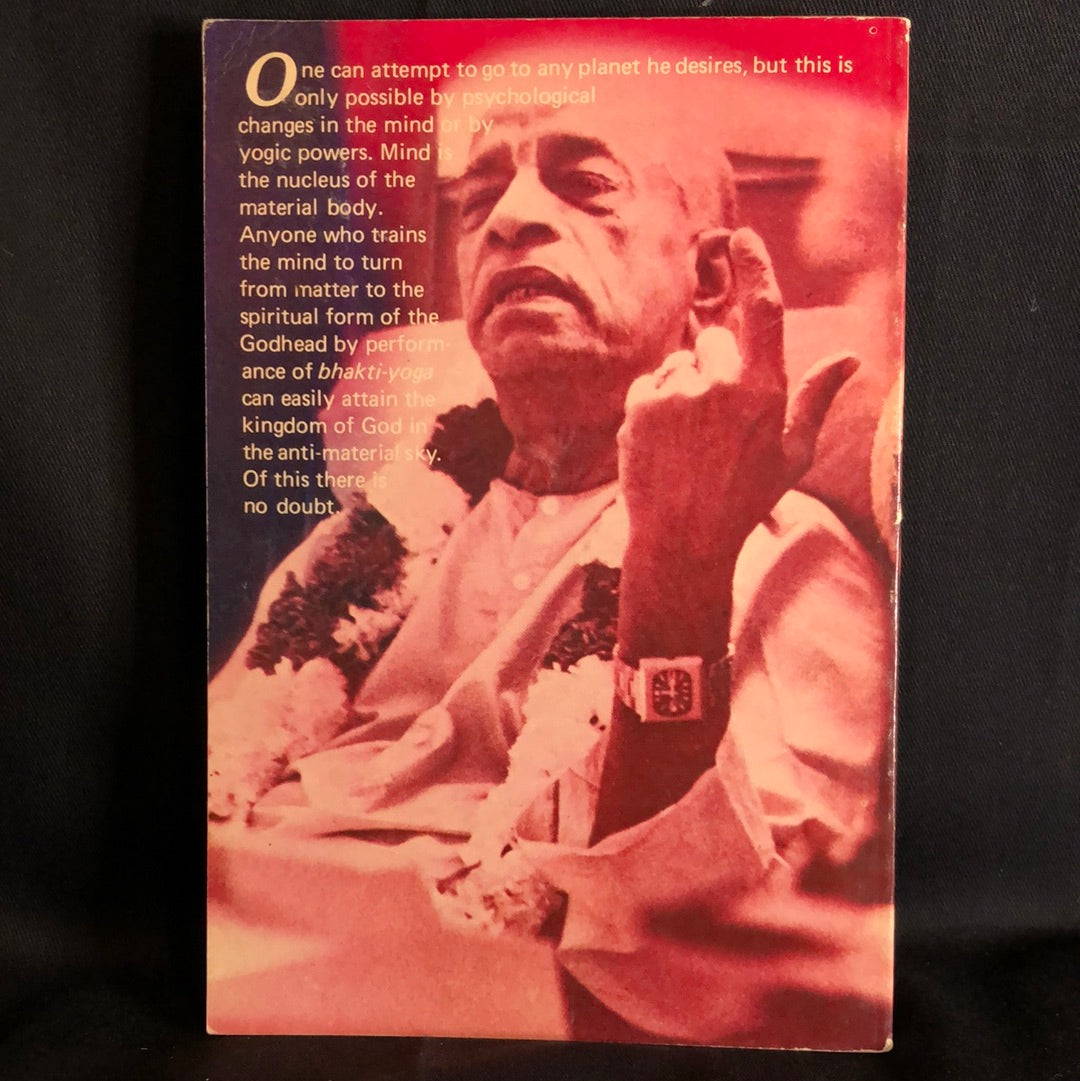 One can attempt to go to any planet he desires, but this is
only possible by psychological
changes in the mind or by
yogic powers. Mind is
the nucleus of the
material body.
Anyone who trains
the mind to turn
from matter to the
spiritual form of the
Godhead by perform-
ance of bhakti-yoga
can easily attain the
kingdom of God in
the anti-material sky.
Of this there is
no doubt.